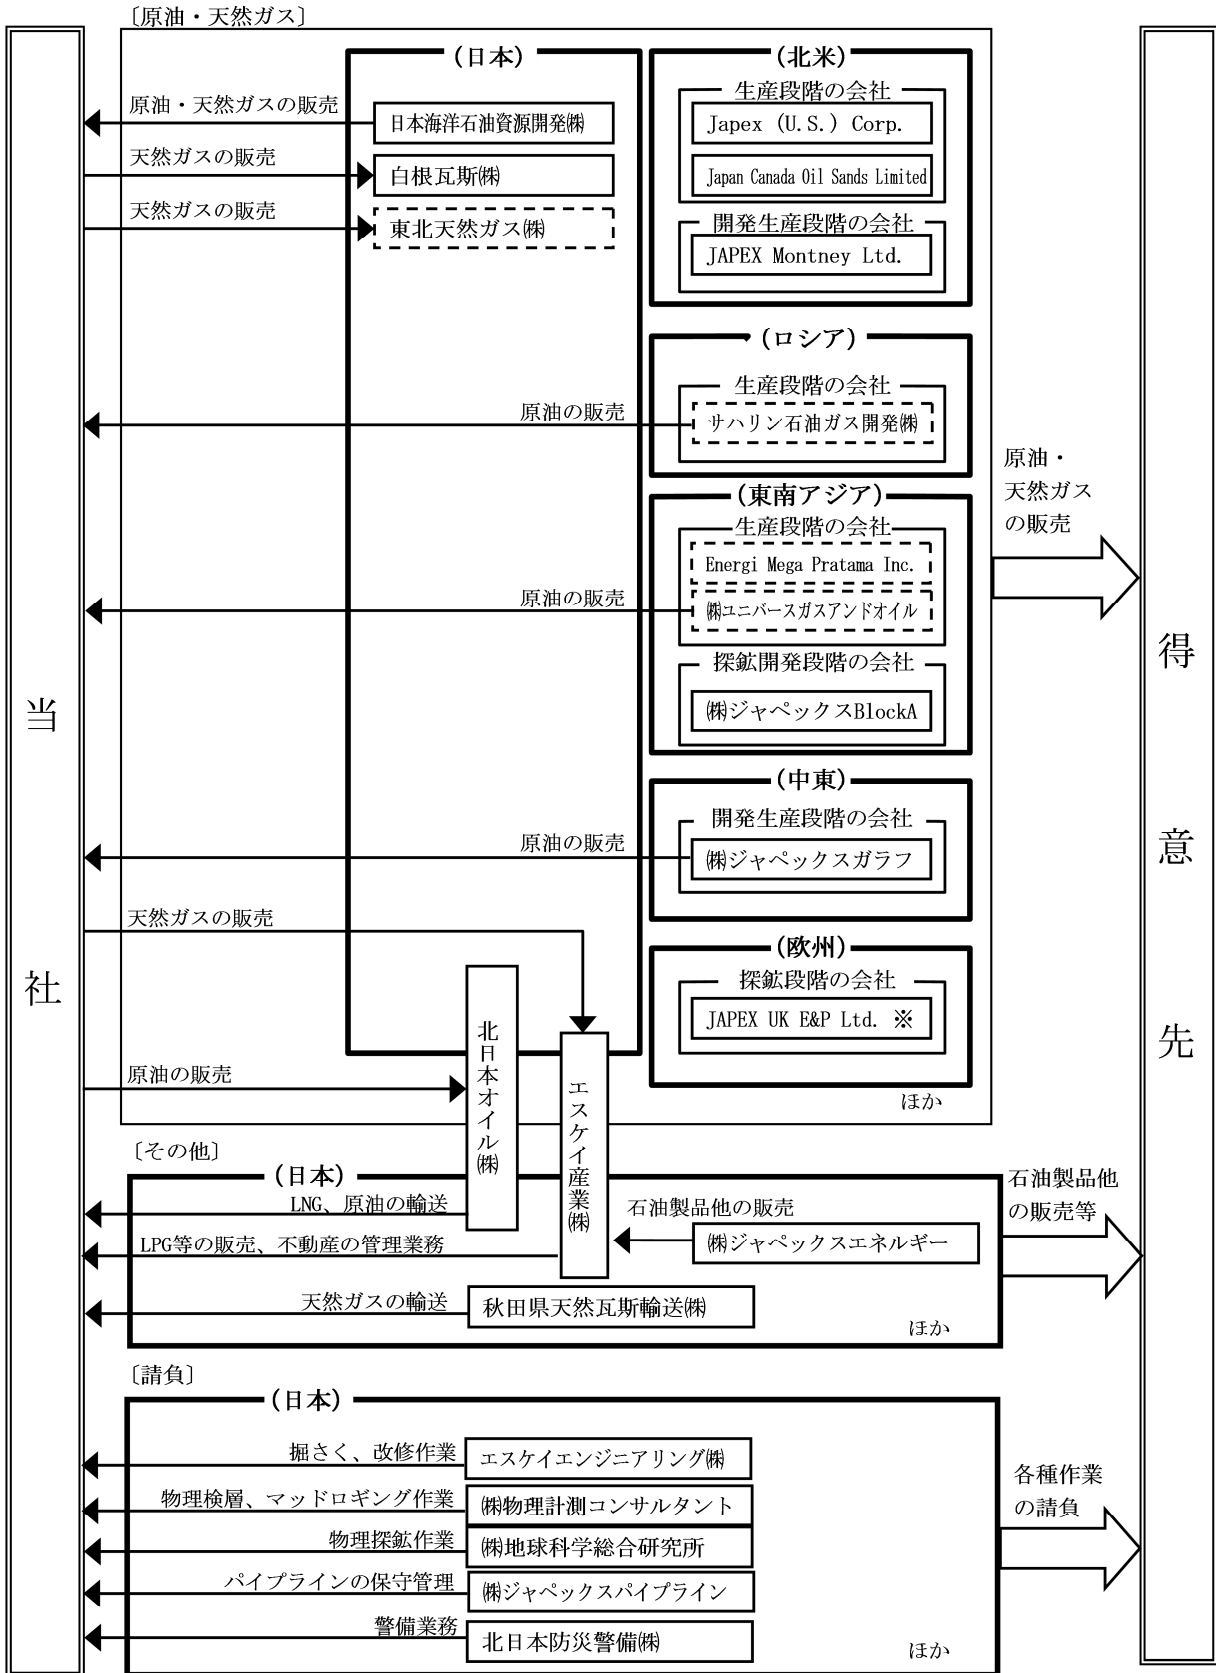 〔原油・天然ガス〕
(日本)
(北米)
原油・天然ガスの販売
日本海洋石油資源開発㈱
生産段階の会社
Japex (U.S.) Corp.
天然ガスの販売
白根瓦斯㈱
Japan Canada Oil Sands Limited
天然ガスの販売
東北天然ガス㈱
開発生産段階の会社
JAPEX Montney Ltd.
(ロシア)
生産段階の会社
原油の販売
サハリン石油ガス開発㈱
(東南アジア)
生産段階の会社
Energi Mega Pratama Inc.
原油の販売
㈱ユニバースガスアンドオイル
探鉱開発段階の会社
㈱ジャペックスBlockA
(中東)
開発生産段階の会社
原油の販売
㈱ジャペックスガラフ
天然ガスの販売
(欧州)
探鉱段階の会社
JAPEX UK E&P Ltd. ※
原油の販売
北日本オイル㈱
エスケイ産業㈱
ほか
原油・
天然ガス
の販売
当社
得意先
〔その他〕
(日本)
LNG、原油の輸送
石油製品他の販売
LPG等の販売、不動産の管理業務
㈱ジャペックスエネルギー
天然ガスの輸送
秋田県天然瓦斯輸送㈱
ほか
石油製品他
の販売等
〔請負〕
(日本)
掘さく、改修作業
エスケイエンジニアリング㈱
物理検層、マッドロギング作業
㈱物理計測コンサルタント
物理探鉱作業
㈱地球科学総合研究所
パイプラインの保守管理
㈱ジャペックスパイプライン
警備業務
北日本防災警備㈱
ほか
各種作業
の請負